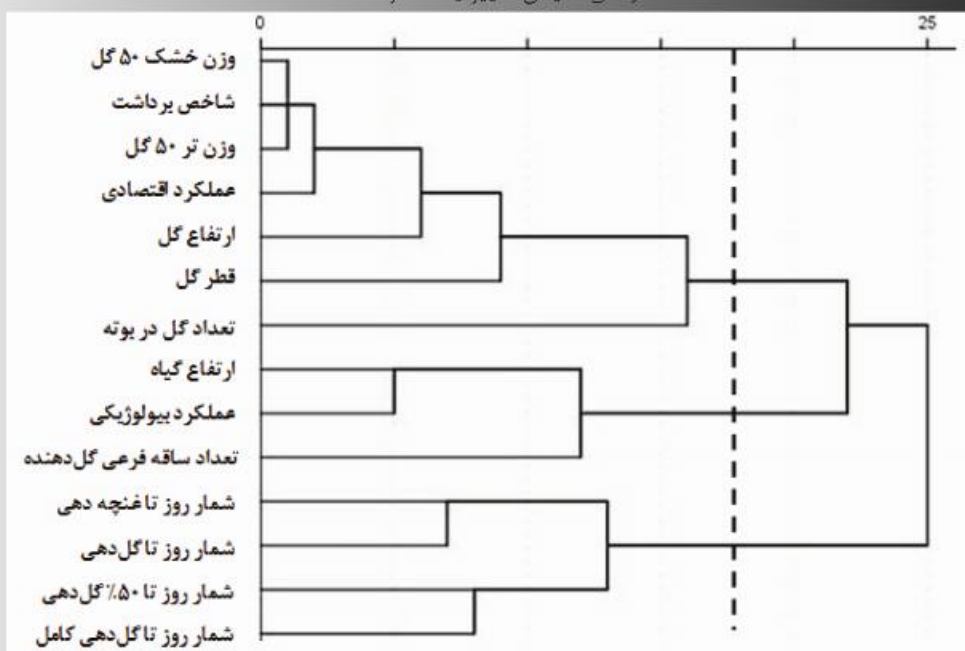 0 25
وزن خشک ۵۰ گل
شاخص برداشت
وزن تر ۵۰ گل
عملکرد اقتصادی
ارتفاع گل
قطر گل
تعداد گل در بوته
ارتفاع گیاه
عملکرد بیولوژیکی
تعداد ساقه فرعی گل‌دهنده
شمار روز تا غنچه دهی
شمار روز تا گل‌دهی
شمار روز تا ۵۰٪ گل‌دهی
شمار روز تا گل‌دهی کامل